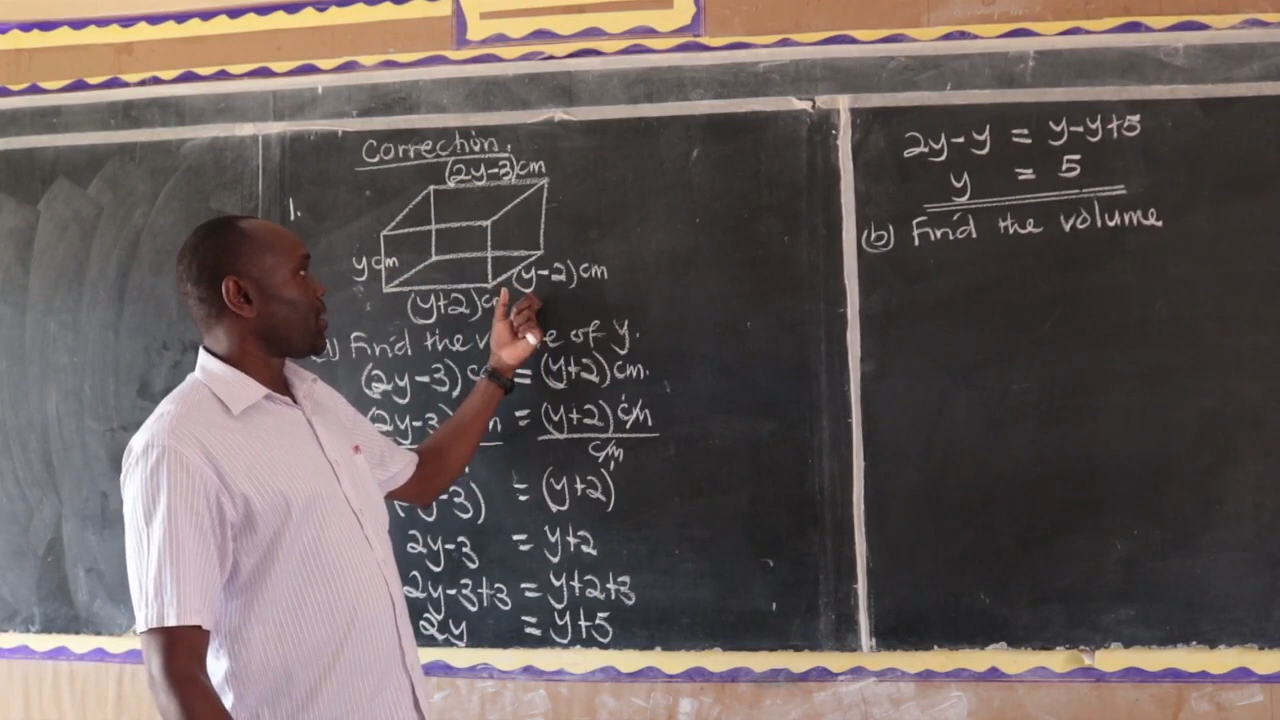 Correction.
(2y-3)cm
1.
ycm
(y-2)cm
(y+2)c
Find the v e of y.
(2y-3) c = (y+2) cm.
(2y-3) = (y+2) cm
cm
y-3) = (y+2)
2y-3 = y+2
2y-3+3 = y+2+3
2y = y+5
2y-y = y-y+5
y = 5
(b) Find the volume